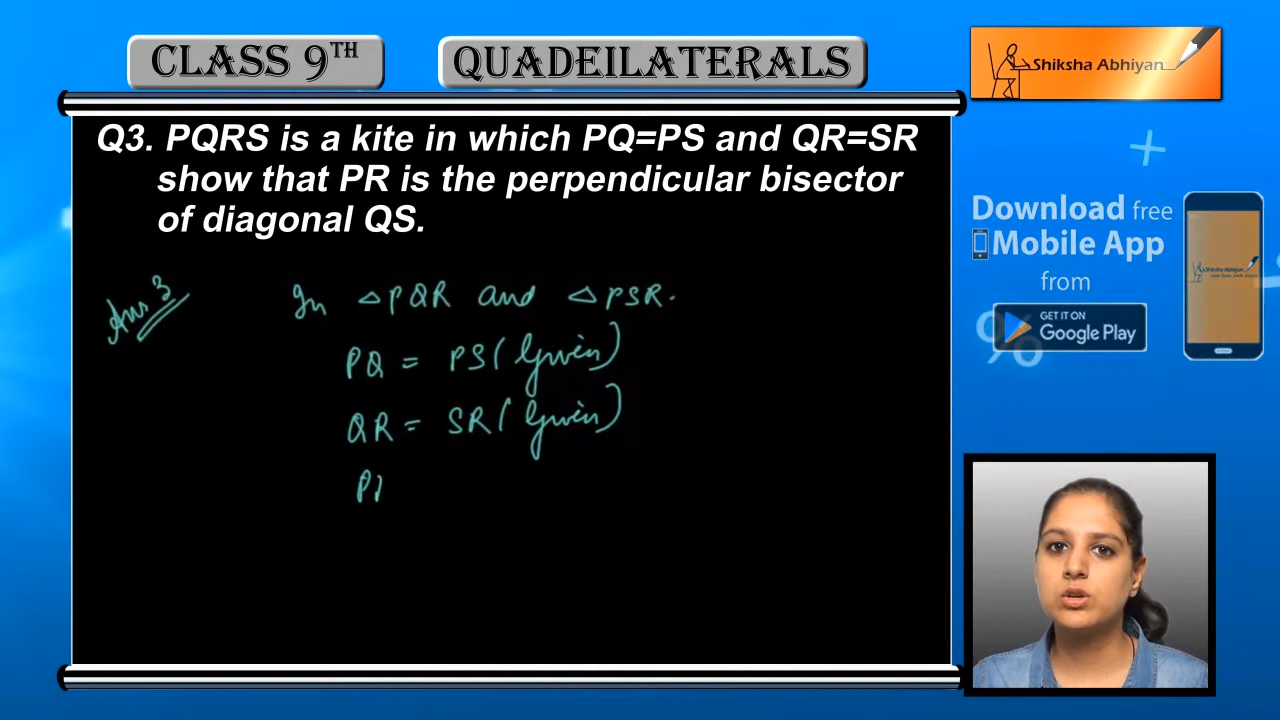 CLASS 9TH
QUADEILATERALS
Shiksha Abhiyan
Q3. PQRS is a kite in which PQ=PS and QR=SR
show that PR is the perpendicular bisector
of diagonal QS.
Ans 3
In △PQR and △PSR.
PQ = PS (Given)
QR = SR (Given)
P
Download free
Mobile App
from
GET IT ON
Google Play
Shiksha Abhiyan
%
+